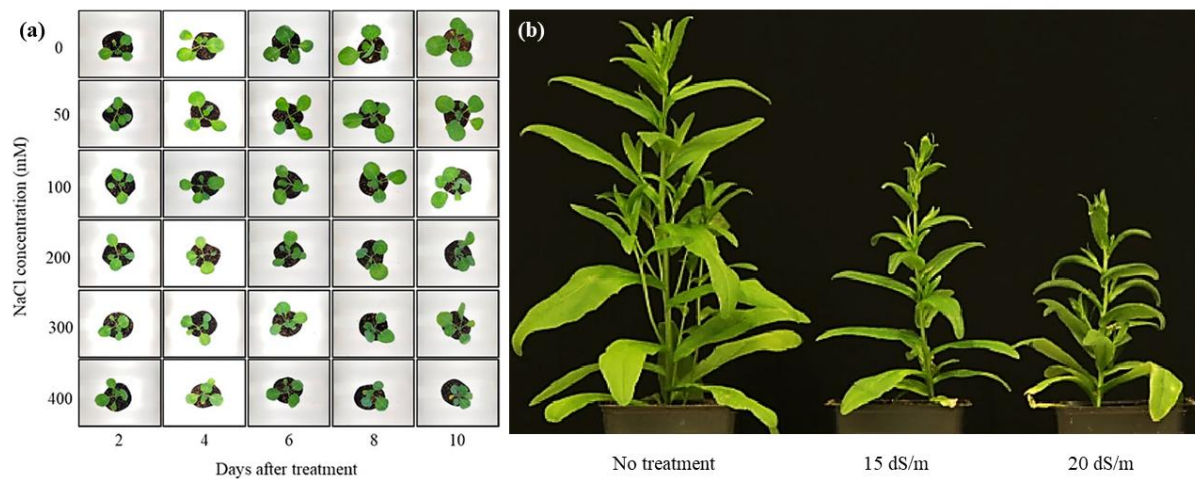 (a)
(b)
NaCl concentration (mM)
0
50
100
200
300
400
2 4 6 8 10
Days after treatment
No treatment 15 dS/m 20 dS/m